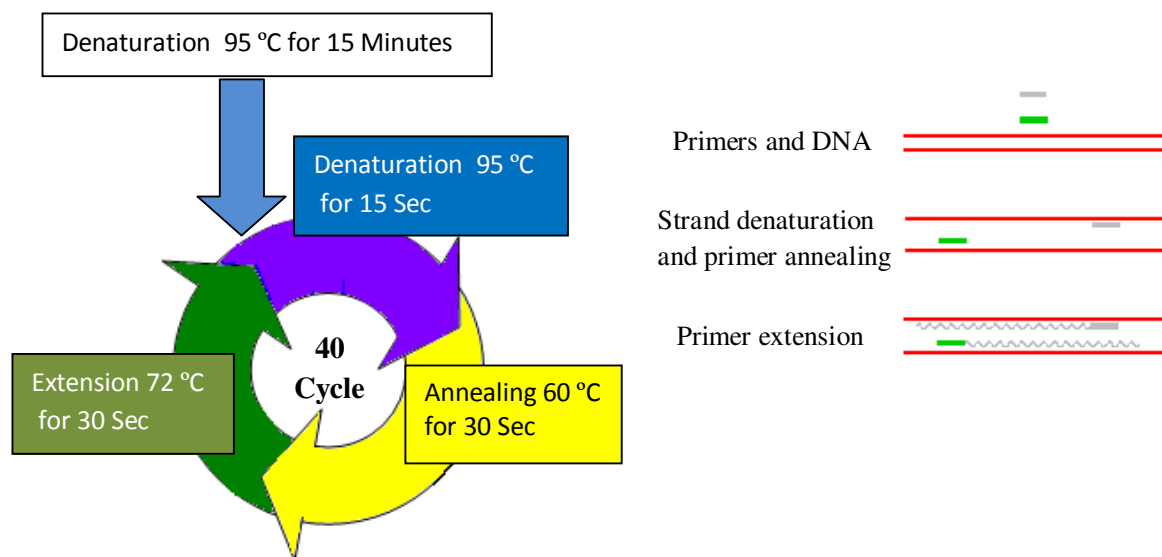 Denaturation  95 ºC for 15 Minutes
Denaturation  95 ºC
for 15 Sec
40
Cycle
Extension 72 ºC
for 30 Sec
Annealing 60 ºC
for 30 Sec
Primers and DNA
Strand denaturation
and primer annealing
Primer extension